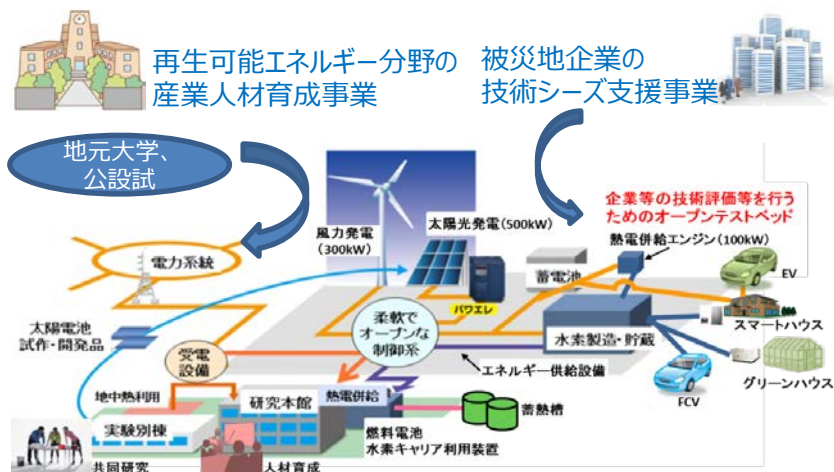 再生可能エネルギー分野の
産業人材育成事業
被災地企業の
技術シーズ支援事業
地元大学、
公設試
企業等の技術評価等を行う
ためのオープンテストベッド
風力発電
(300kW)
太陽光発電(500kW)
熱電併給エンジン(100kW)
電力系統
蓄電池
EV
パワエレ
柔軟で
オープンな
制御系
水素製造・貯蔵
スマートハウス
太陽電池
試作・開発品
受電
設備
エネルギー供給設備
グリーンハウス
FCV
地中熱利用
研究本館
熱電併給
蓄熱槽
実験別棟
燃料電池
水素キャリア利用装置
共同研究
人材育成